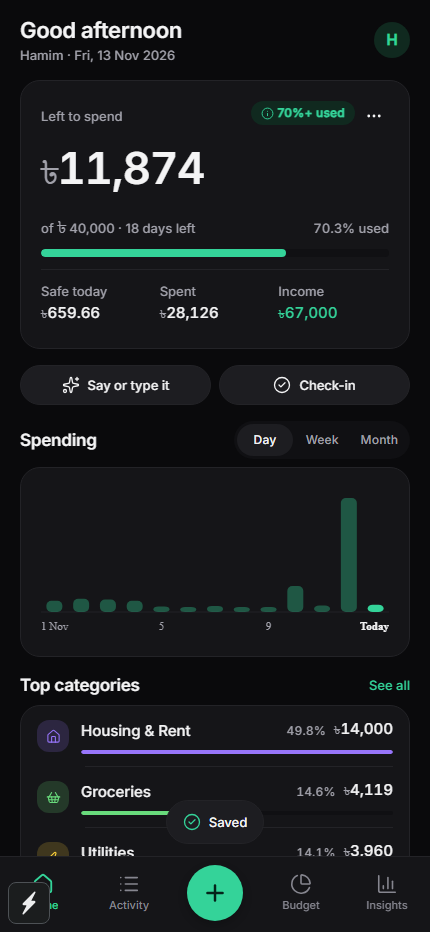 Good afternoon
Hamim · Fri, 13 Nov 2026
H
Left to spend
70%+ used
৳11,874
of ৳ 40,000 · 18 days left
70.3% used
Safe today
Spent
Income
৳659.66
৳28,126
৳67,000
Say or type it
Check-in
Spending
Day
Week
Month
1 Nov
5
9
Today
Top categories
See all
Housing & Rent
49.8% ৳14,000
Groceries
14.6% ৳4,119
Saved
Utilities
14.1% ৳3,960
Activity
Budget
Insights